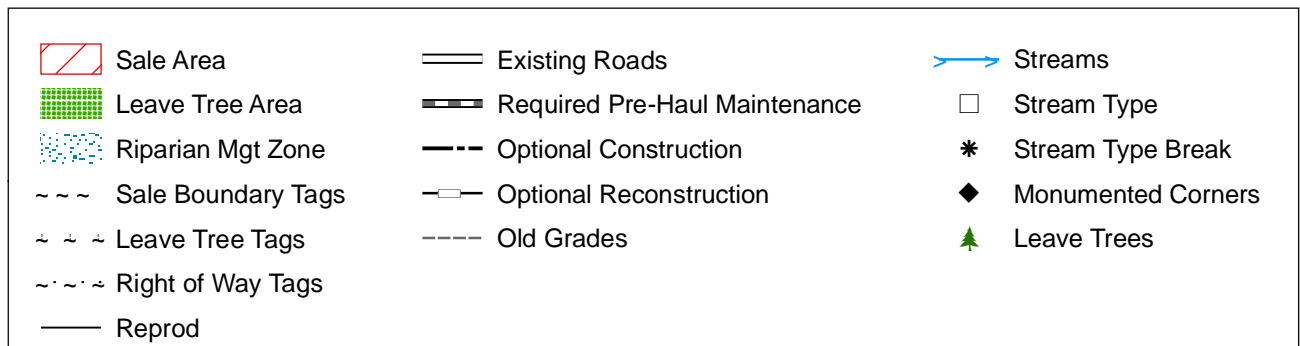 Sale Area
Leave Tree Area
Riparian Mgt Zone
Sale Boundary Tags
Leave Tree Tags
Right of Way Tags
Reprod
Existing Roads
Required Pre-Haul Maintenance
Optional Construction
Optional Reconstruction
Old Grades
Streams
Stream Type
Stream Type Break
Monumented Corners
Leave Trees